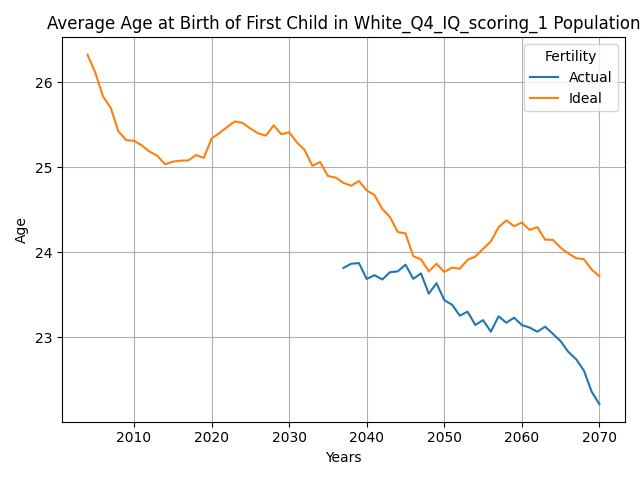 Average Age at Birth of First Child in White_Q4_IQ_scoring_1 Population
Fertility
Actual
Ideal
26
25
24
23
Age
2010 2020 2030 2040 2050 2060 2070
Years